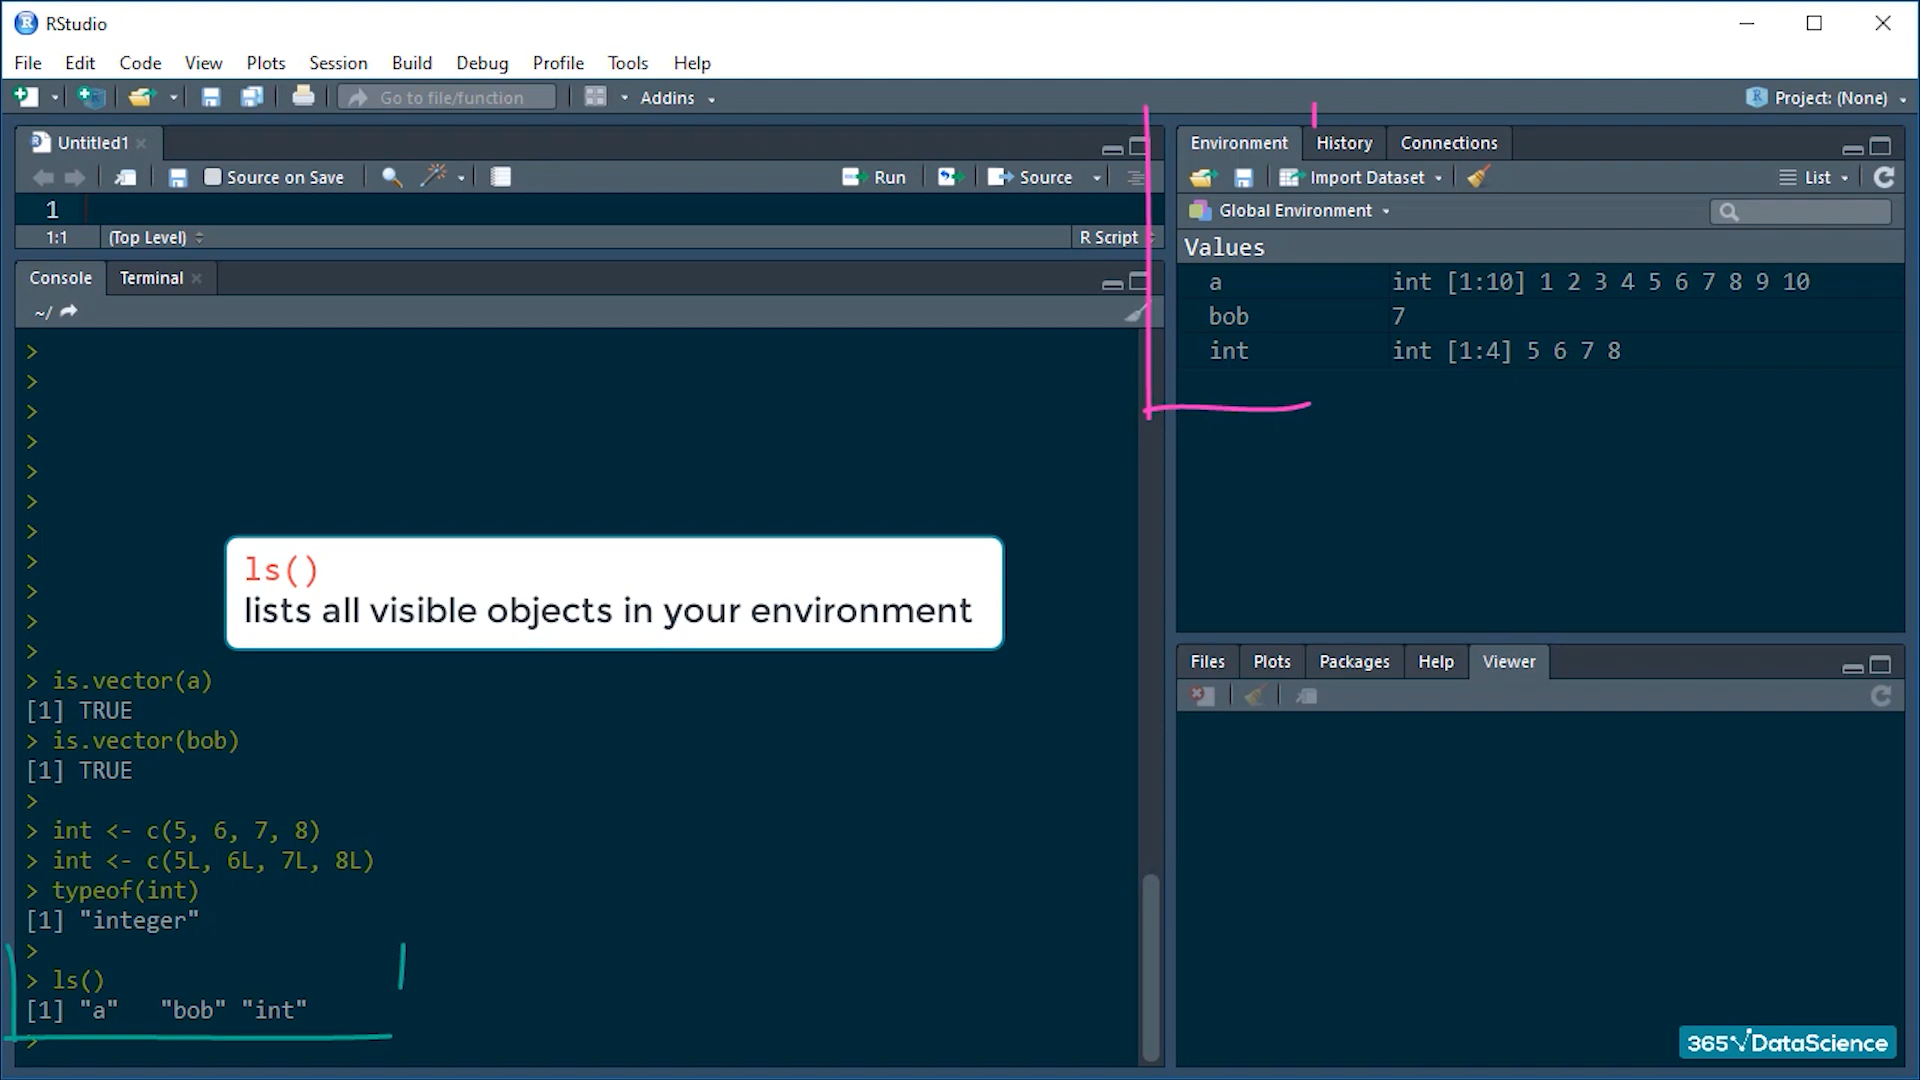 RStudio
File Edit Code View Plots Session Build Debug Profile Tools Help
Go to file/function Addins Project: (None)
Untitled1
Source on Save Run Source
1
1:1 (Top Level) R Script
Console Terminal
~/
>
>
>
>
>
>
>
>
>
>
>
> is.vector(a)
[1] TRUE
> is.vector(bob)
[1] TRUE
>
> int <- c(5, 6, 7, 8)
> int <- c(5L, 6L, 7L, 8L)
> typeof(int)
[1] "integer"
>
> ls()
[1] "a"   "bob" "int"
>
ls()
lists all visible objects in your environment
Environment History Connections
Import Dataset List
Global Environment
Values
a int [1:10] 1 2 3 4 5 6 7 8 9 10
bob 7
int int [1:4] 5 6 7 8
Files Plots Packages Help Viewer
365 DataScience